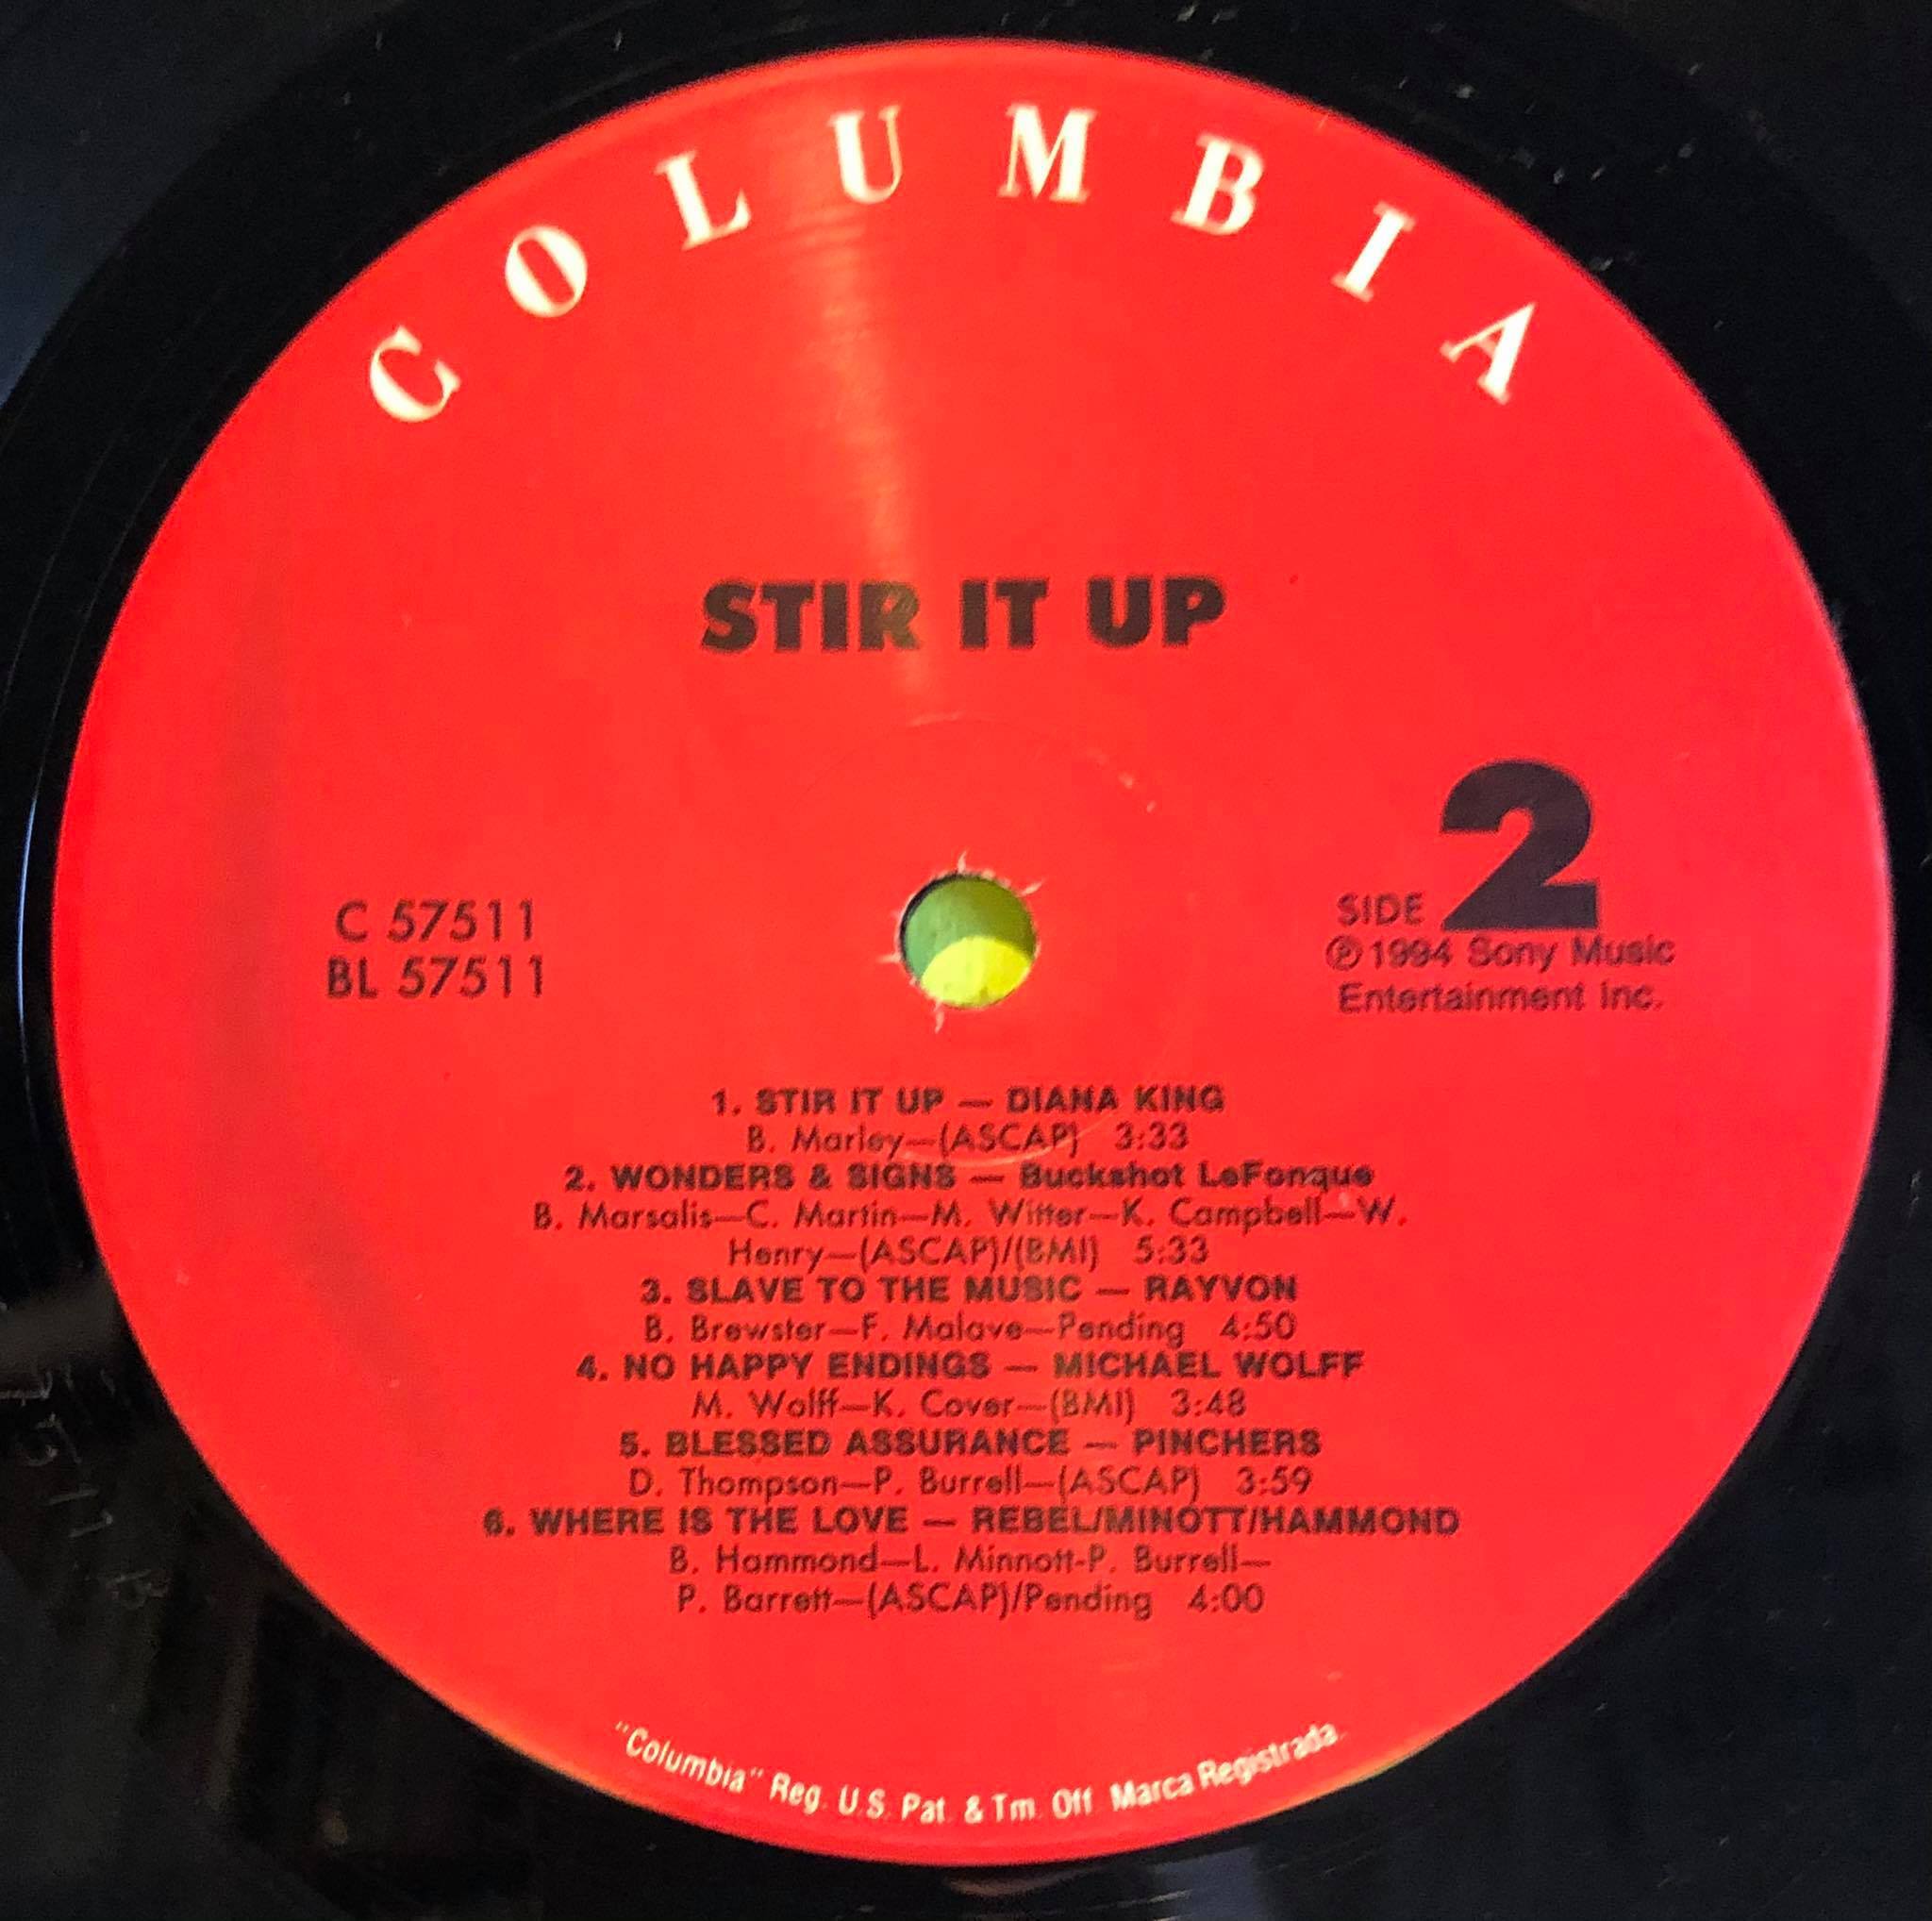 COLUMBIA
STIR IT UP
C 57511
BL 57511
SIDE 2
℗ 1994 Sony Music
Entertainment Inc.
1. STIR IT UP — DIANA KING
B. Marley—(ASCAP) 3:33
2. WONDERS & SIGNS — Buckshot LeFonque
B. Marsalis—C. Martin—M. Witter—K. Campbell—W.
Henry—(ASCAP)/(BMI) 5:33
3. SLAVE TO THE MUSIC — RAYVON
B. Brewster—F. Malave—Pending 4:50
4. NO HAPPY ENDINGS — MICHAEL WOLFF
M. Wolff—K. Cover—(BMI) 3:48
5. BLESSED ASSURANCE — PINCHERS
D. Thompson—P. Burrell—(ASCAP) 3:59
6. WHERE IS THE LOVE — REBEL/MINOTT/HAMMOND
B. Hammond—L. Minnott-P. Burrell—
P. Barrett—(ASCAP)/Pending 4:00
"Columbia" Reg. U.S. Pat. & Tm. Off. Marca Registrada.